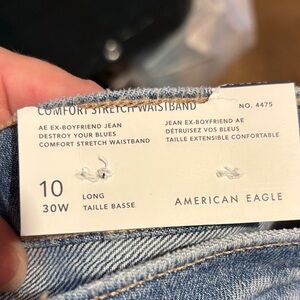 COMFORT STRETCH WAISTBAND
NO. 4475
AE EX-BOYFRIEND JEAN
DESTROY YOUR BLUES
COMFORT STRETCH WAISTBAND
JEAN EX-BOYFRIEND AE
DÉTRUISEZ VOS BLEUS
TAILLE EXTENSIBLE CONFORTABLE
10
30W
LONG
TAILLE BASSE
AMERICAN EAGLE